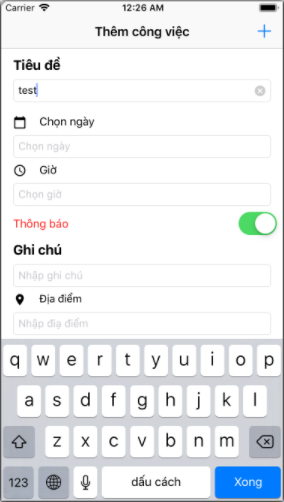 Carrier 12:26 AM
Thêm công việc +
Tiêu đề
test
Chọn ngày
Chọn ngày
Giờ
Chọn giờ
Thông báo
Ghi chú
Nhập ghi chú
Địa điểm
Nhập địa điểm
q w e r t y u i o p
a s d f g h j k l
z x c v b n m
123 dấu cách Xong